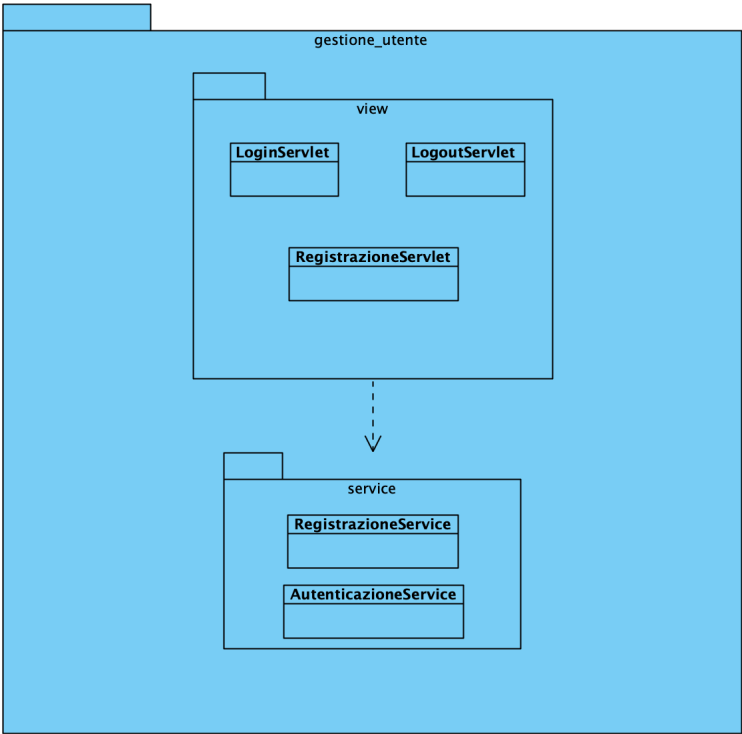 gestione_utente
view
LoginServlet
LogoutServlet
RegistrazioneServlet
service
RegistrazioneService
AutenticazioneService